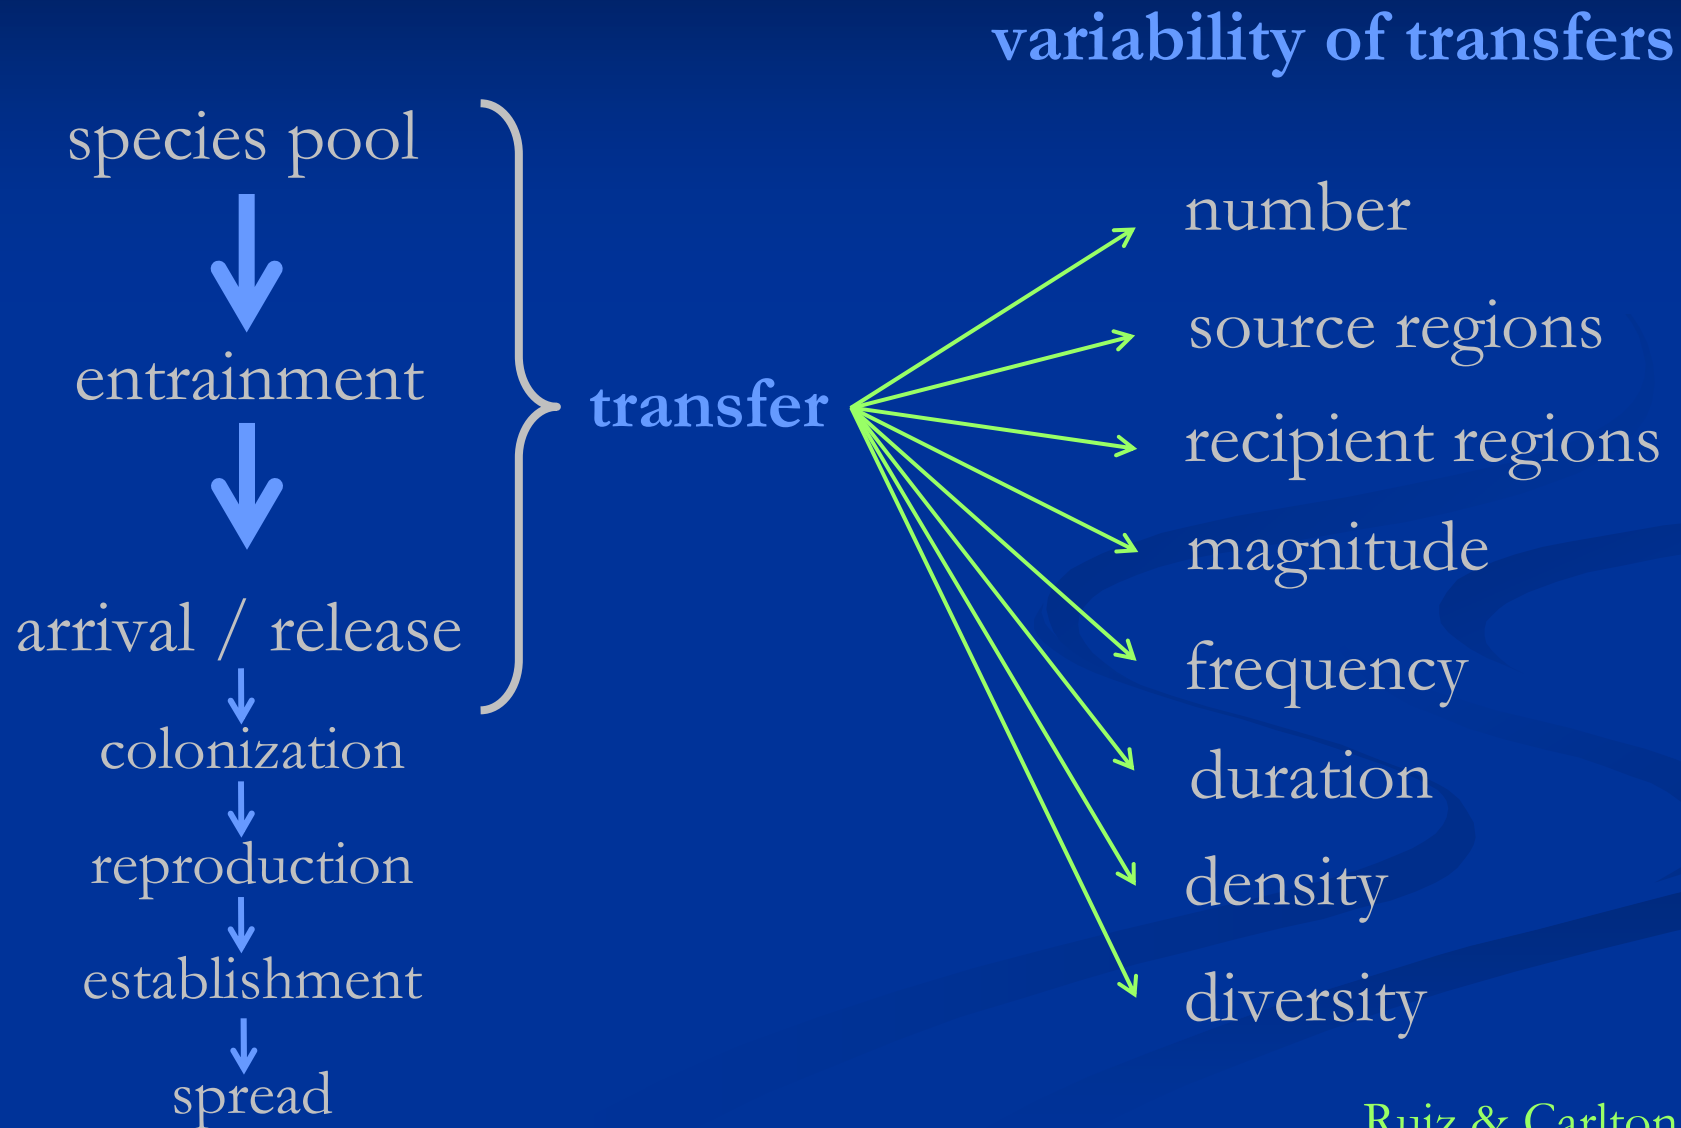 variability of transfers
species pool
entrainment
arrival / release
colonization
reproduction
establishment
spread
transfer
number
source regions
recipient regions
magnitude
frequency
duration
density
diversity
Ruiz & Carlton